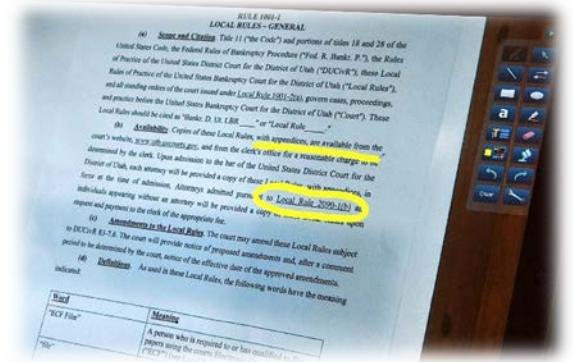 RULE 1001-1
LOCAL RULES – GENERAL
(a) Scope and Citation. Title 11 ("the Code") and portions of titles 18 and 28 of the
United States Code, the Federal Rules of Bankruptcy Procedure ("Fed. R. Bankr. P."), the Rules
of Practice of the United States District Court for the District of Utah ("DUCivR"), these Local
Rules of Practice of the United States Bankruptcy Court for the District of Utah ("Local Rules"),
and all standing orders of the court issued under Local Rule 1001-2(a), govern cases, proceedings,
and practice before the United States Bankruptcy Court for the District of Utah ("Court"). These
Local Rules should be cited as "Bankr. D. Ut. LBR ____" or "Local Rule ____."
(b) Availability. Copies of these Local Rules, with appendices, are available from the
court's website, www.utb.uscourts.gov, and from the clerk's office for a reasonable charge to be
determined by the clerk. Upon admission to the bar of the United States District Court for the
District of Utah, each attorney will be provided a copy of these Local Rules, with appendices, in
force at the time of admission. Attorneys admitted pursuant to Local Rule 2090-1(b)
individuals appearing without an attorney will be provided a copy upon
request and payment to the clerk of the appropriate fee.
(c) Amendments to the Local Rules. The court may amend these Local Rules subject
to DUCivR 83-7.6. The court will provide notice of proposed amendments and, after a comment
period to be determined by the court, notice of the effective date of the approved amendments.
(d) Definitions. As used in these Local Rules, the following words have the meaning
indicated:
Word Meaning
"ECF Filer" A person who is required to or has qualified to
papers using the courts Electronic
"file" ("ECF")
a
T
Clear